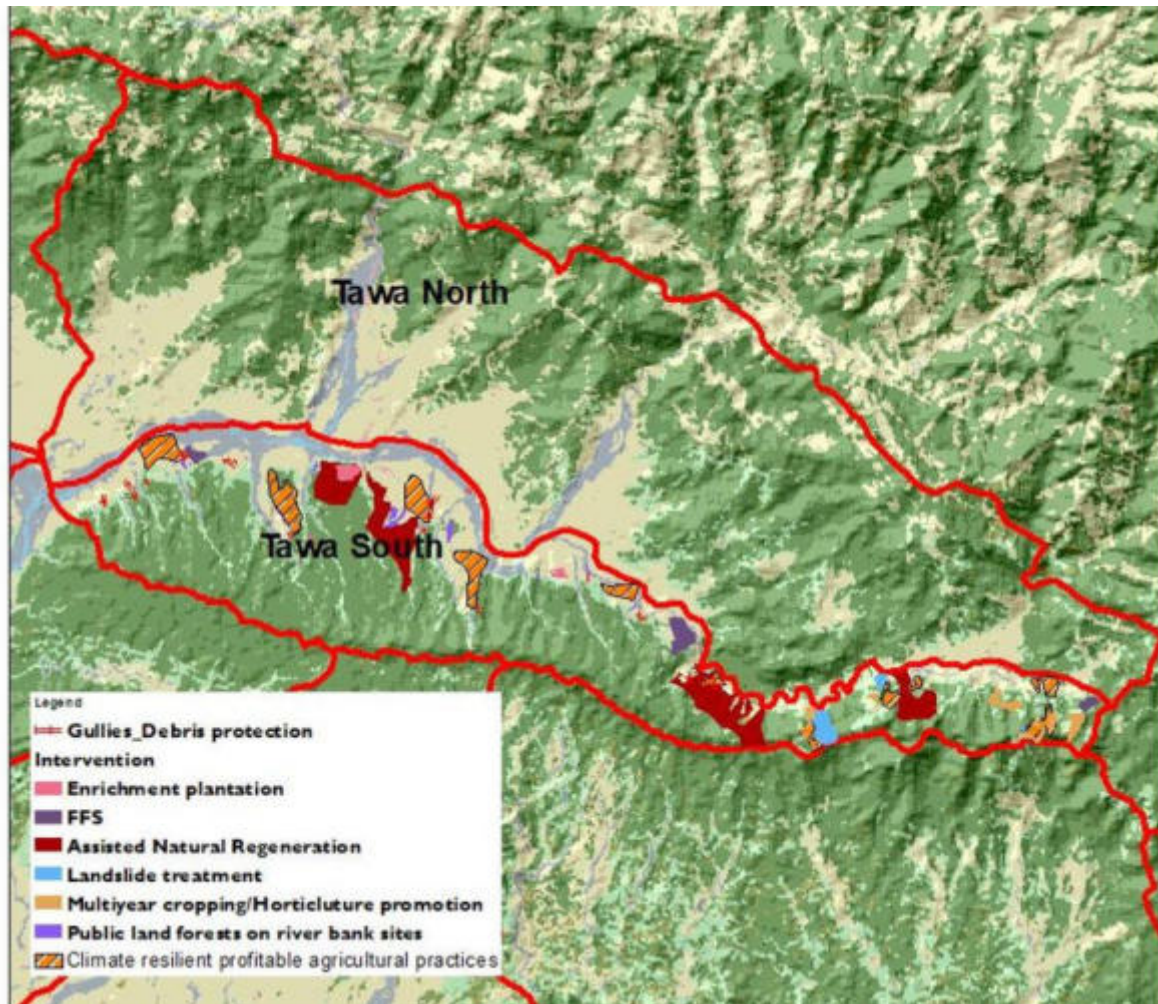 Tawa North
Tawa South
Legend
Gullies_Debris protection
Intervention
Enrichment plantation
FFS
Assisted Natural Regeneration
Landslide treatment
Multiyear cropping/Horticluture promotion
Public land forests on river bank sites
Climate resilient profitable agricultural practices